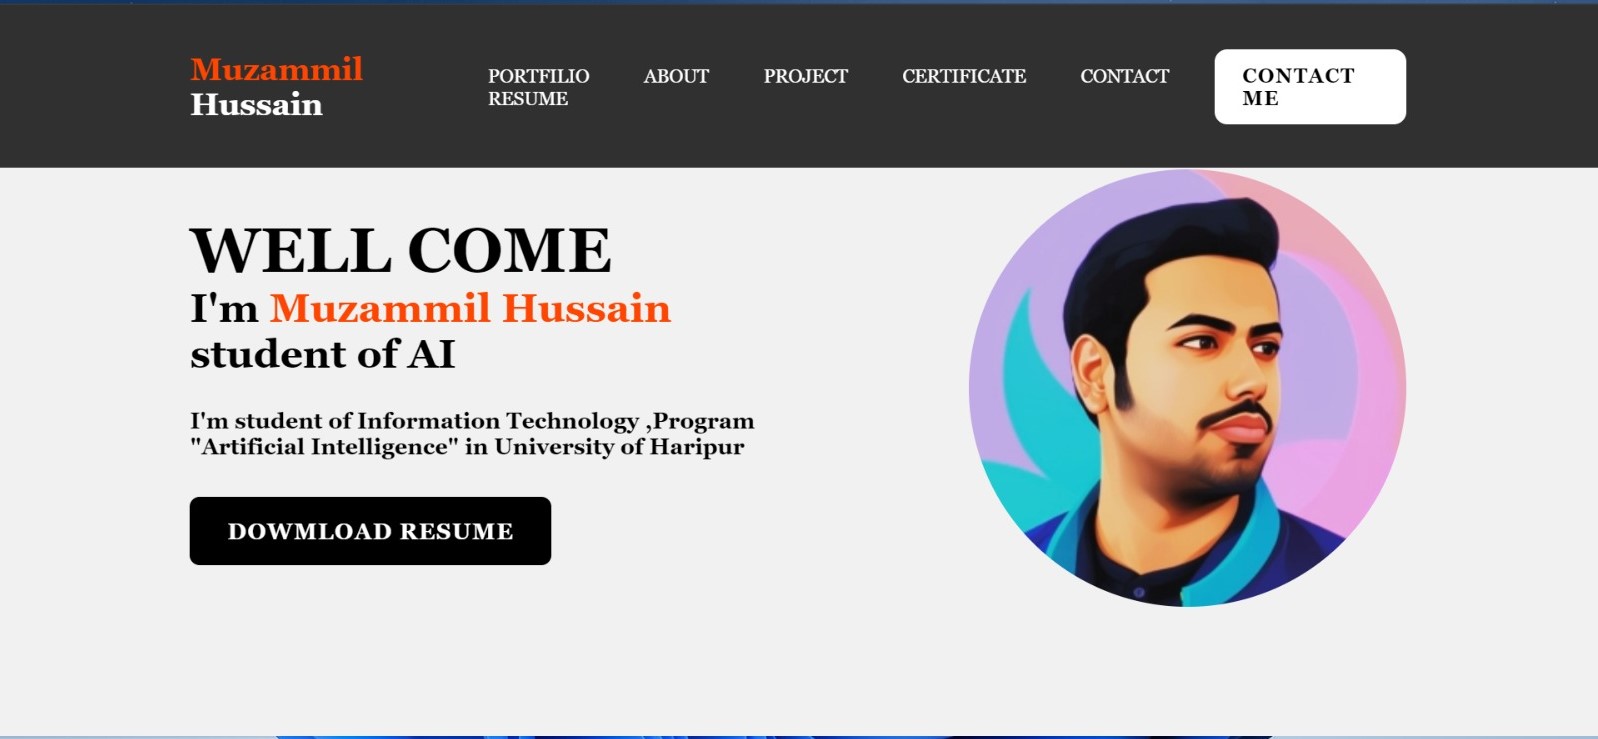 Muzammil
Hussain
PORTFILIO
RESUME
ABOUT
PROJECT
CERTIFICATE
CONTACT
CONTACT
ME
WELL COME
I'm Muzammil Hussain
student of AI
I'm student of Information Technology ,Program
"Artificial Intelligence" in University of Haripur
DOWMLOAD RESUME